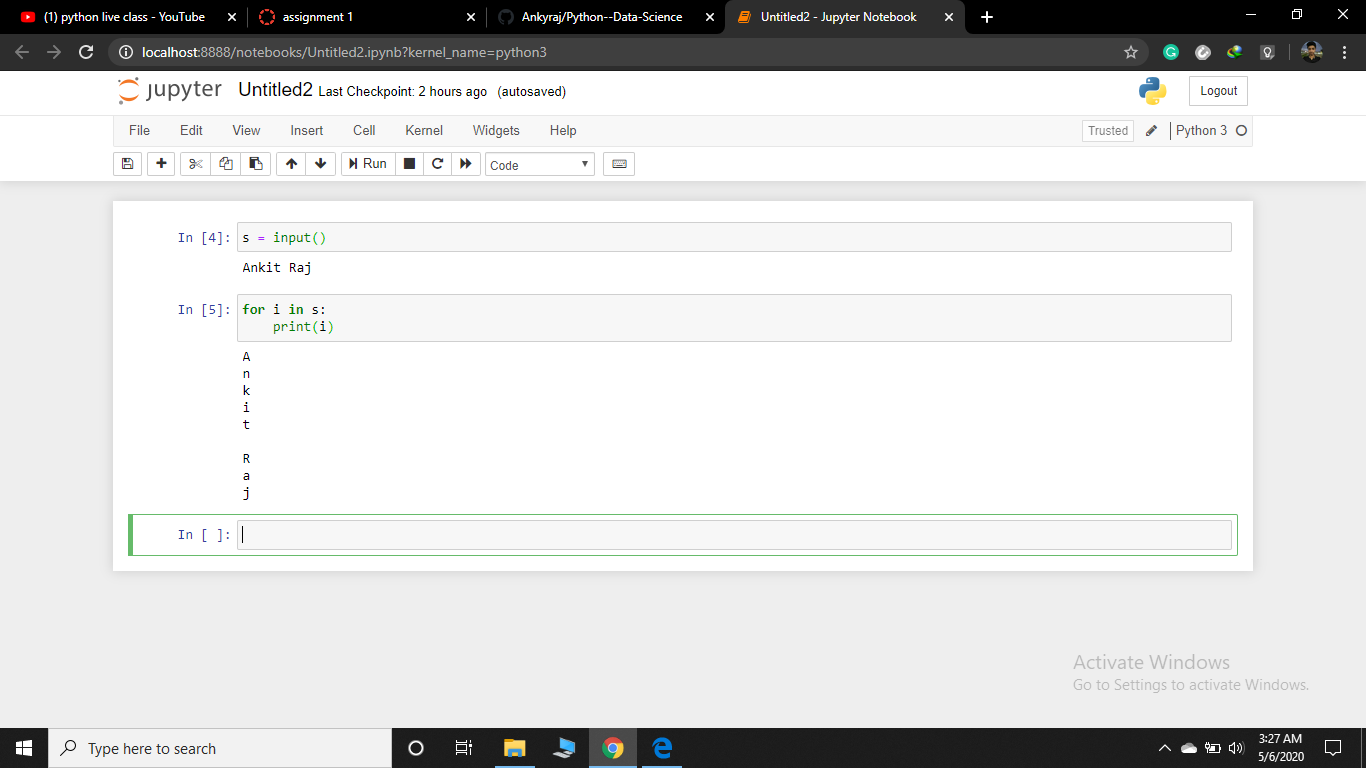 (1) python live class - YouTube
assignment 1
Ankyraj/Python--Data-Science
Untitled2 - Jupyter Notebook
localhost:8888/notebooks/Untitled2.ipynb?kernel_name=python3
jupyter Untitled2 Last Checkpoint: 2 hours ago (autosaved)
Logout
File Edit View Insert Cell Kernel Widgets Help
Trusted
Python 3
Run
Code
In [4]: s = input()
Ankit Raj
In [5]: for i in s:
print(i)
A
n
k
i
t
R
a
j
In [ ]:
Activate Windows
Go to Settings to activate Windows.
Type here to search
3:27 AM
5/6/2020